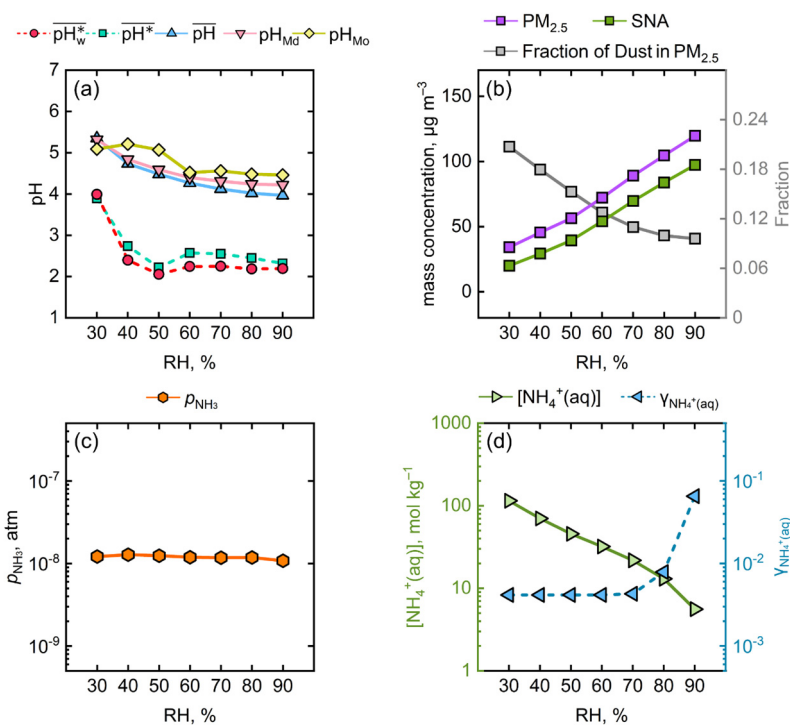 pH*w pH* pH pHMd pHMo
PM2.5 SNA
Fraction of Dust in PM2.5
(a)
pH
7
6
5
4
3
2
1
30 40 50 60 70 80 90
RH, %
(b)
mass concentration, μg m−3
150
100
50
0
Fraction
0.24
0.18
0.12
0.06
0
30 40 50 60 70 80 90
RH, %
pNH3
(c)
pNH3, atm
10−7
10−8
10−9
30 40 50 60 70 80 90
RH, %
[NH4+(aq)] γNH4+(aq)
(d)
[NH4+(aq)], mol kg−1
1000
100
10
1
10−1
10−2
10−3
γNH4+(aq)
30 40 50 60 70 80 90
RH, %